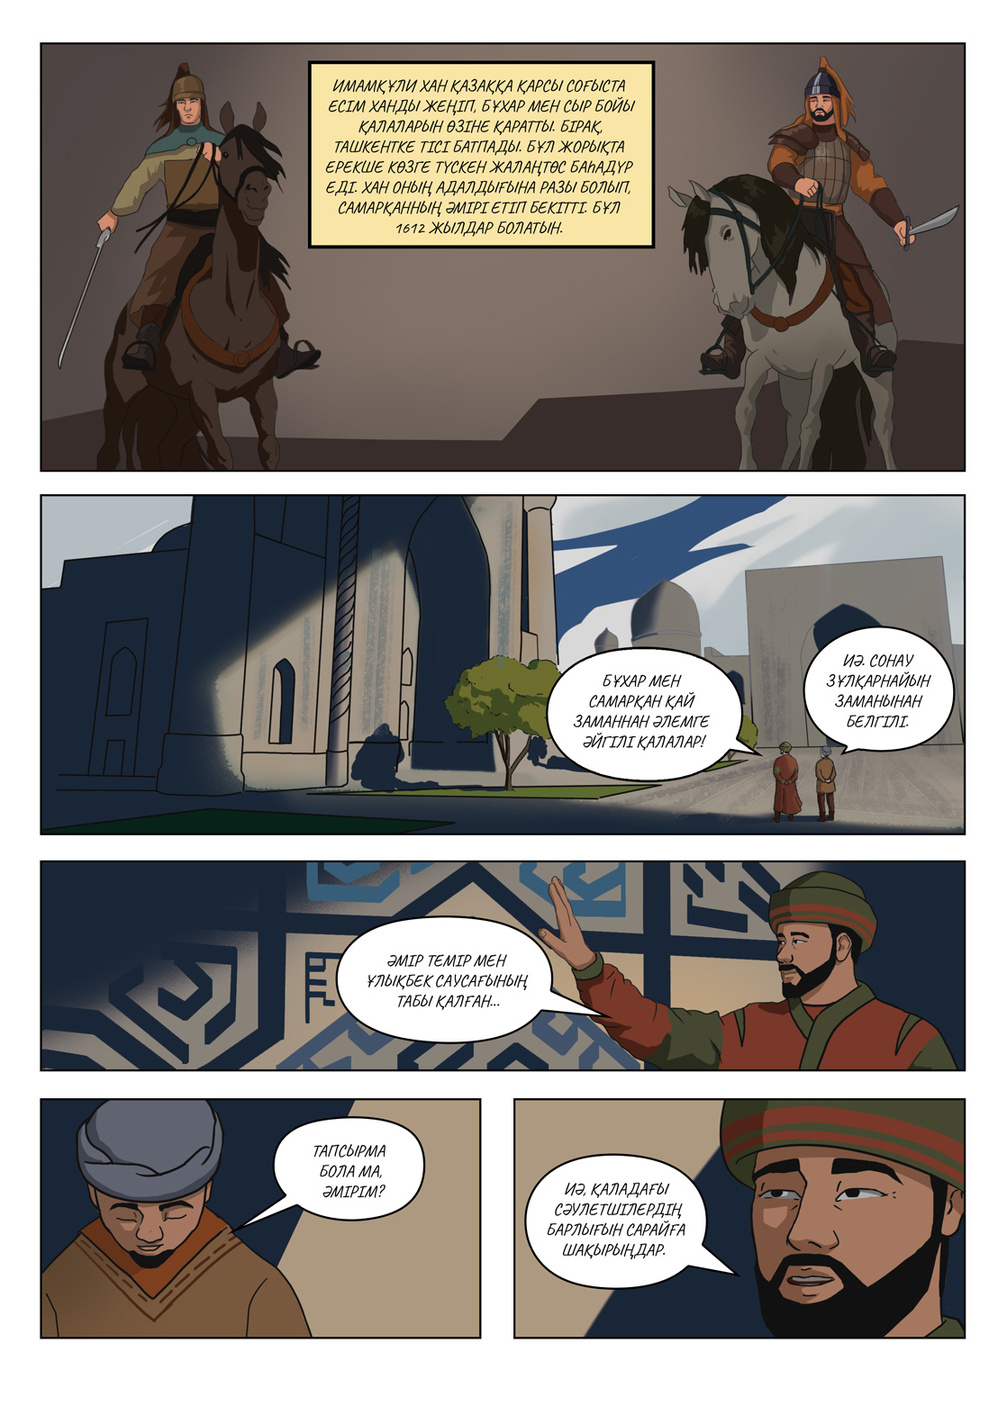 ИМАМҚҰЛИ ХАН ҚАЗАҚҚА ҚАРСЫ СОҒЫСТА
ЕСІМ ХАНДЫ ЖЕҢІП, БҰХАР МЕН СЫР БОЙЫ
ҚАЛАЛАРЫН ӨЗІНЕ ҚАРАТТЫ. БІРАҚ,
ТАШКЕНТКЕ ТІСІ БАТПАДЫ. БҰЛ ЖОРЫҚТА
ЕРЕКШЕ КӨЗГЕ ТҮСКЕН ЖАЛАҢТӨС БАҺАДҮР
ЕДІ. ХАН ОНЫҢ АДАЛДЫҒЫНА РАЗЫ БОЛЫП,
САМАРҚАННЫҢ ӘМІРІ ЕТІП БЕКІТТІ. БҰЛ
1612 ЖЫЛДАР БОЛАТЫН.
БҰХАР МЕН
САМАРҚАН ҚАЙ
ЗАМАННАН ӘЛЕМГЕ
ӘЙГІЛІ ҚАЛАЛАР!
ИӘ. СОНАУ
ЗҰЛҚАРНАЙЫН
ЗАМАНЫНАН
БЕЛГІЛІ.
ӘМІР ТЕМІР МЕН
ҰЛЫҚБЕК САУСАҒЫНЫҢ
ТАБЫ ҚАЛҒАН...
ТАПСЫРМА
БОЛА МА,
ӘМІРІМ?
ИӘ, ҚАЛАДАҒЫ
СӘУЛЕТШІЛЕРДІҢ
БАРЛЫҒЫН САРАЙҒА
ШАҚЫРЫҢДАР.